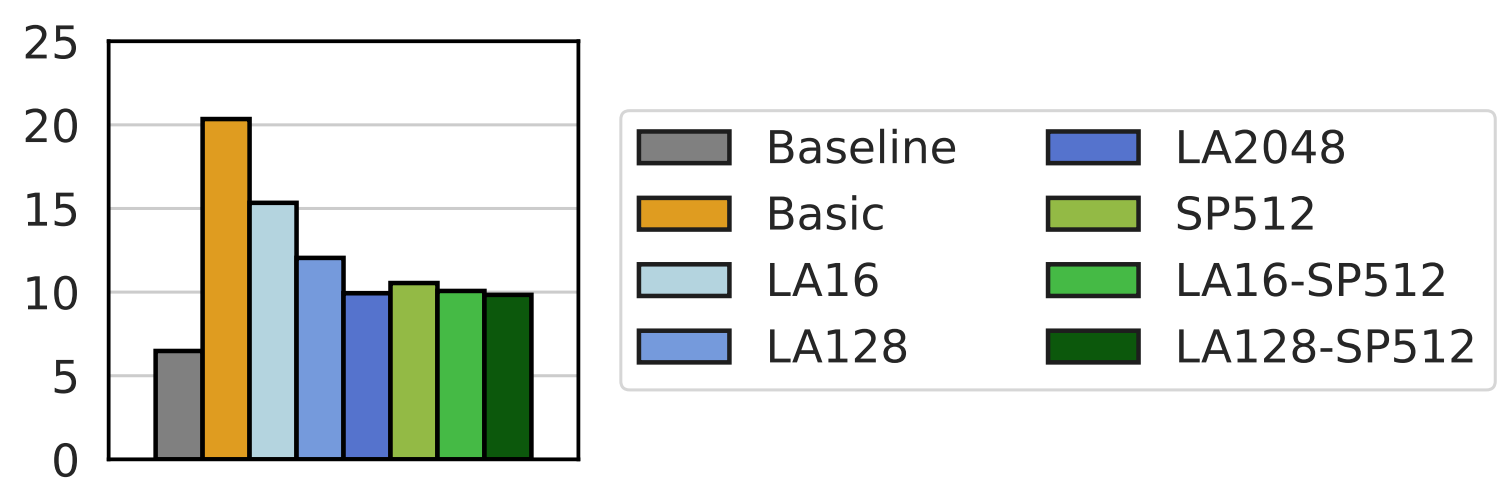 25
20
15
10
5
0
Baseline
Basic
LA16
LA128
LA2048
SP512
LA16-SP512
LA128-SP512